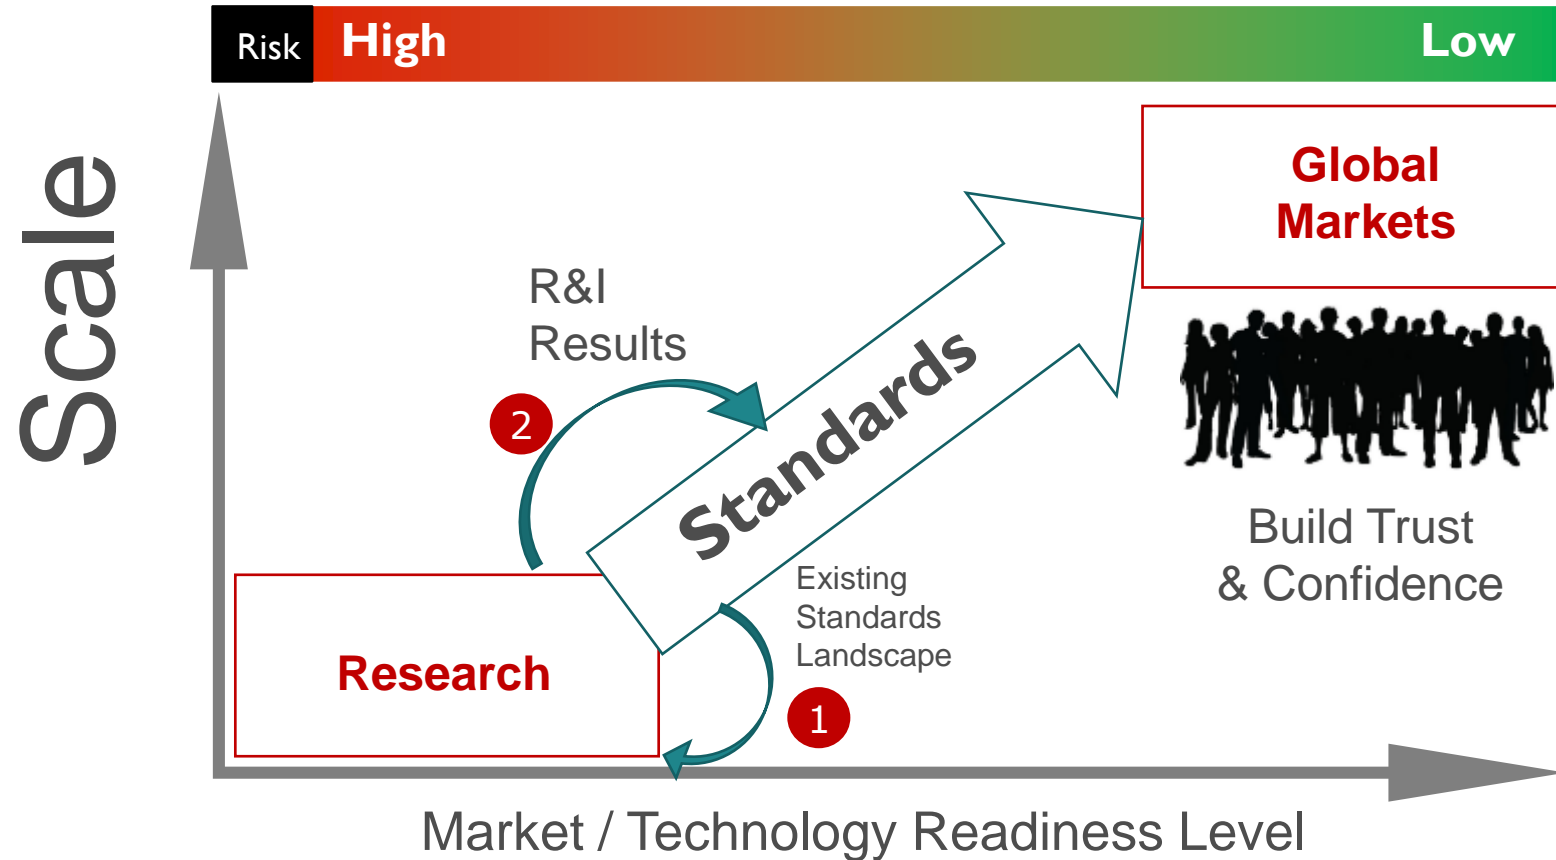 Risk High Low
Scale
Global
Markets
R&I
Results
2
Standards
Build Trust
& Confidence
Existing
Standards
Landscape
Research
1
Market / Technology Readiness Level